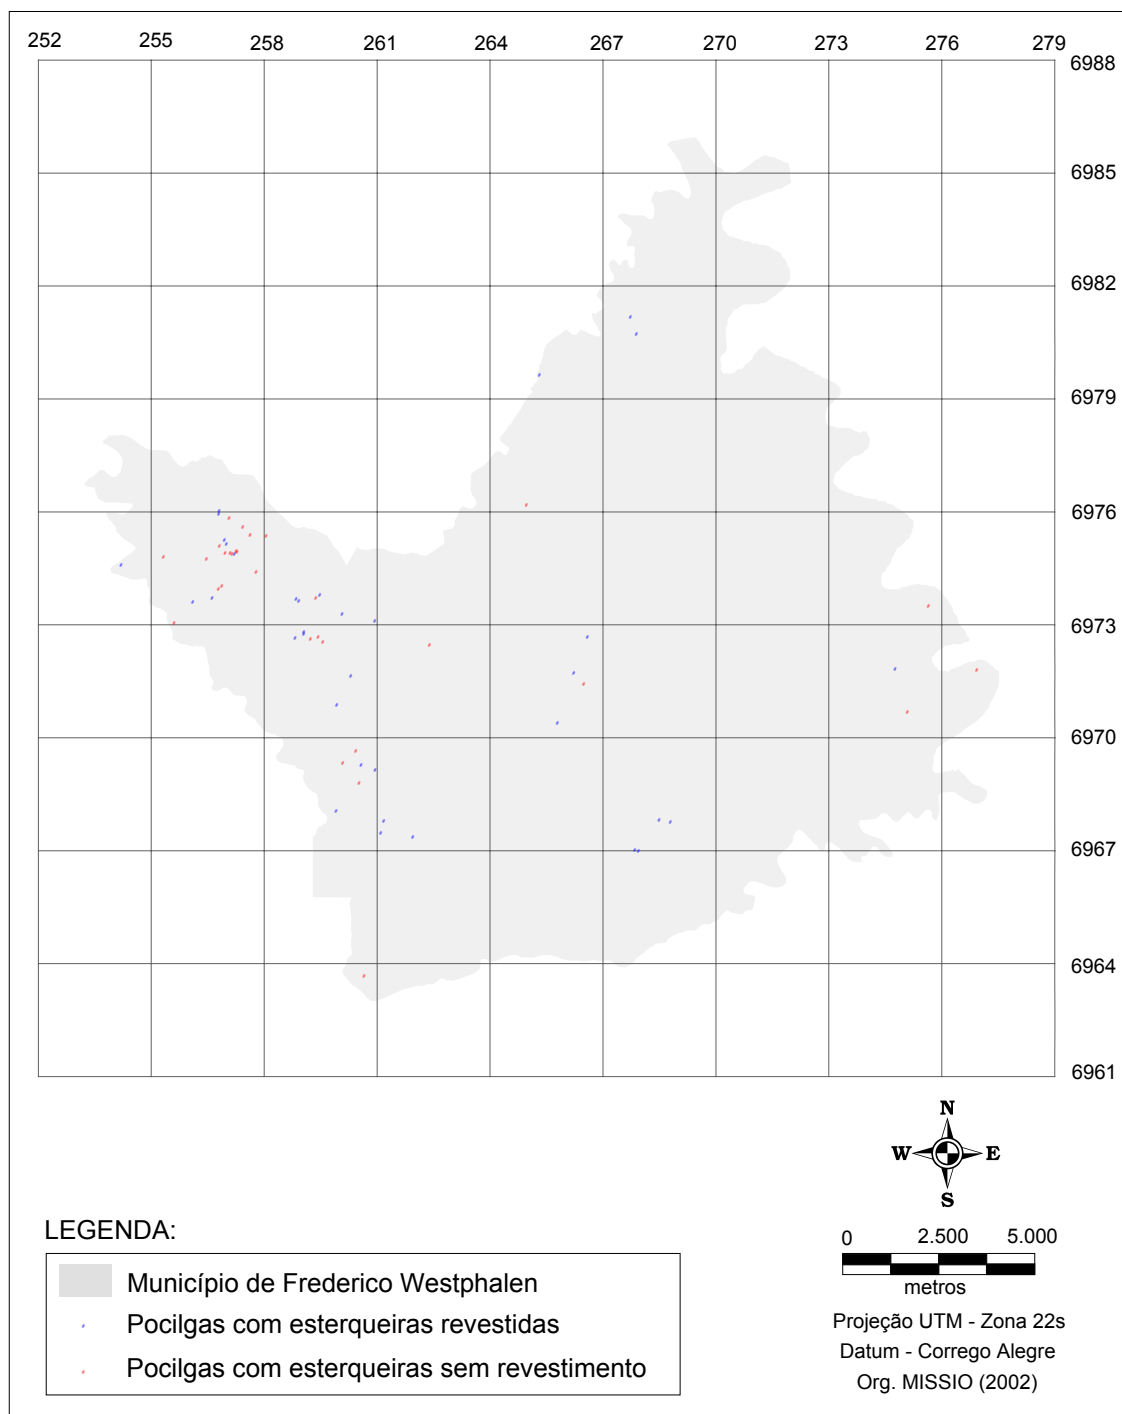 252 255 258 261 264 267 270 273 276 279
6988
6985
6982
6979
6976
6973
6970
6967
6964
6961
N
W E
S
LEGENDA:
Município de Frederico Westphalen
Pocilgas com esterqueiras revestidas
Pocilgas com esterqueiras sem revestimento
0 2.500 5.000
metros
Projeção UTM - Zona 22s
Datum - Corrego Alegre
Org. MISSIO (2002)